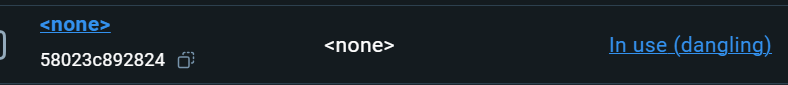 <none>
58023c892824
<none>
In use (dangling)